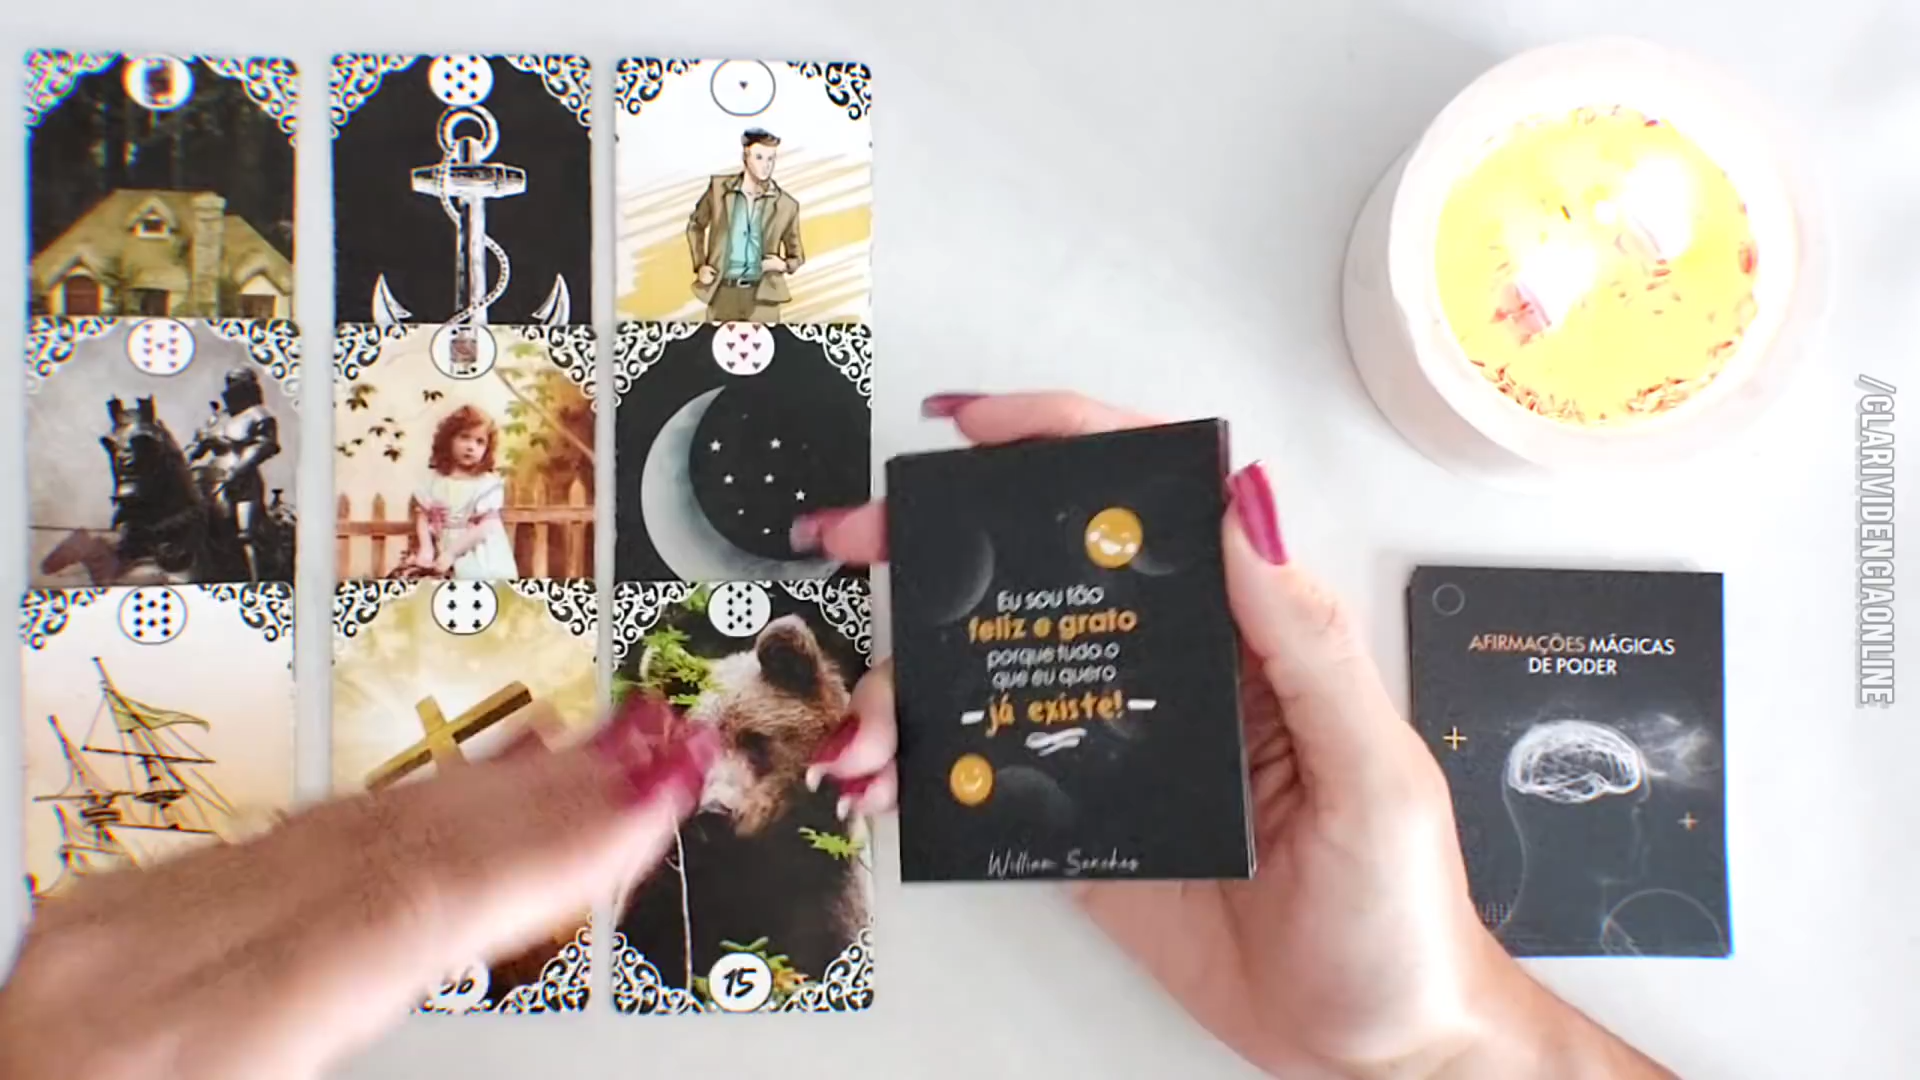 Eu sou tão
feliz e grato
porque tudo o
que eu quero
já existe!
William Sanches
AFIRMAÇÕES MÁGICAS
DE PODER
36
15
/CLARIVIDENCIAONLINE